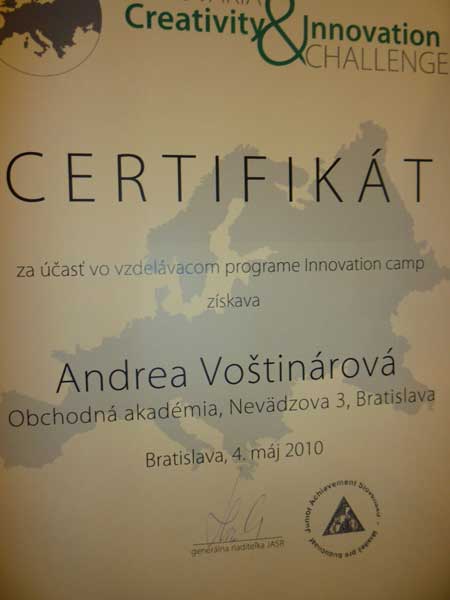 Creativity & Innovation
CHALLENGE
CERTIFIKÁT
za účasť vo vzdelávacom programe Innovation camp
získava
Andrea Voštinárová
Obchodná akadémia, Nevädzova 3, Bratislava
Bratislava, 4. máj 2010
generálna riaditeľka JASR
Junior Achievement Slovensko -